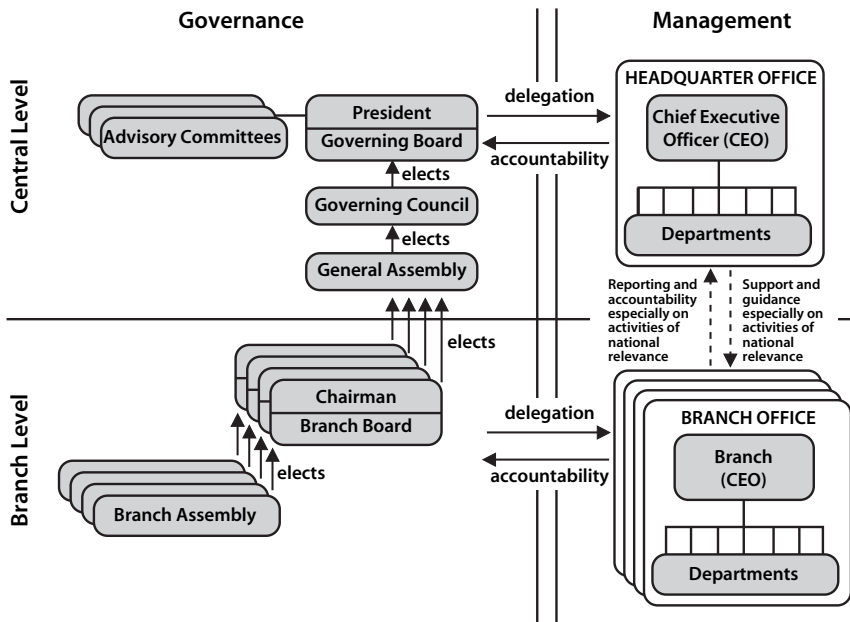 Governance
Management
Central Level
Advisory Committees
President
Governing Board
elects
Governing Council
elects
General Assembly
delegation
accountability
HEADQUARTER OFFICE
Chief Executive
Officer (CEO)
Departments
Reporting and
accountability
especially on
activities of
national
relevance
Support and
guidance
especially on
activities of
national
relevance
Branch Level
elects
Chairman
Branch Board
elects
Branch Assembly
delegation
accountability
BRANCH OFFICE
Branch
(CEO)
Departments